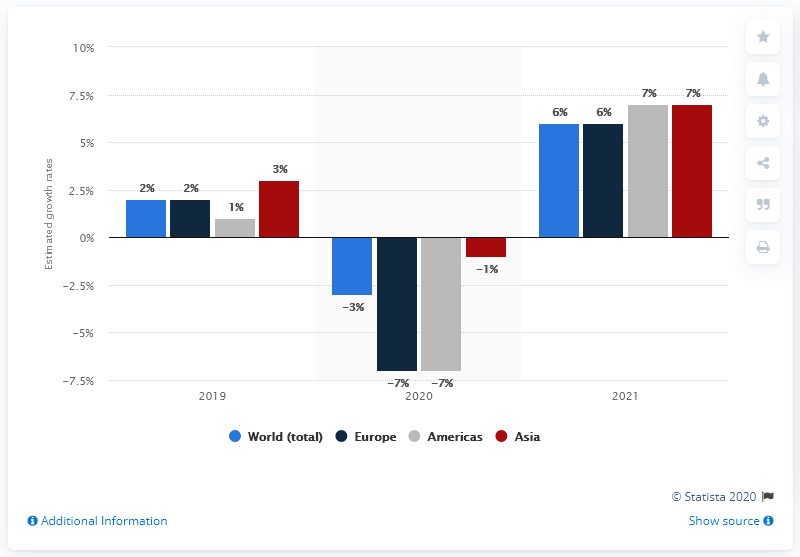 10%
7.5%
5%
2.5%
0%
−2.5%
−5%
−7.5%
Estimated growth rates
2% 2% 1% 3%
−3% −7% −7% −1%
6% 6% 7% 7%
2019 2020 2021
World (total) Europe Americas Asia
© Statista 2020
Additional Information Show source